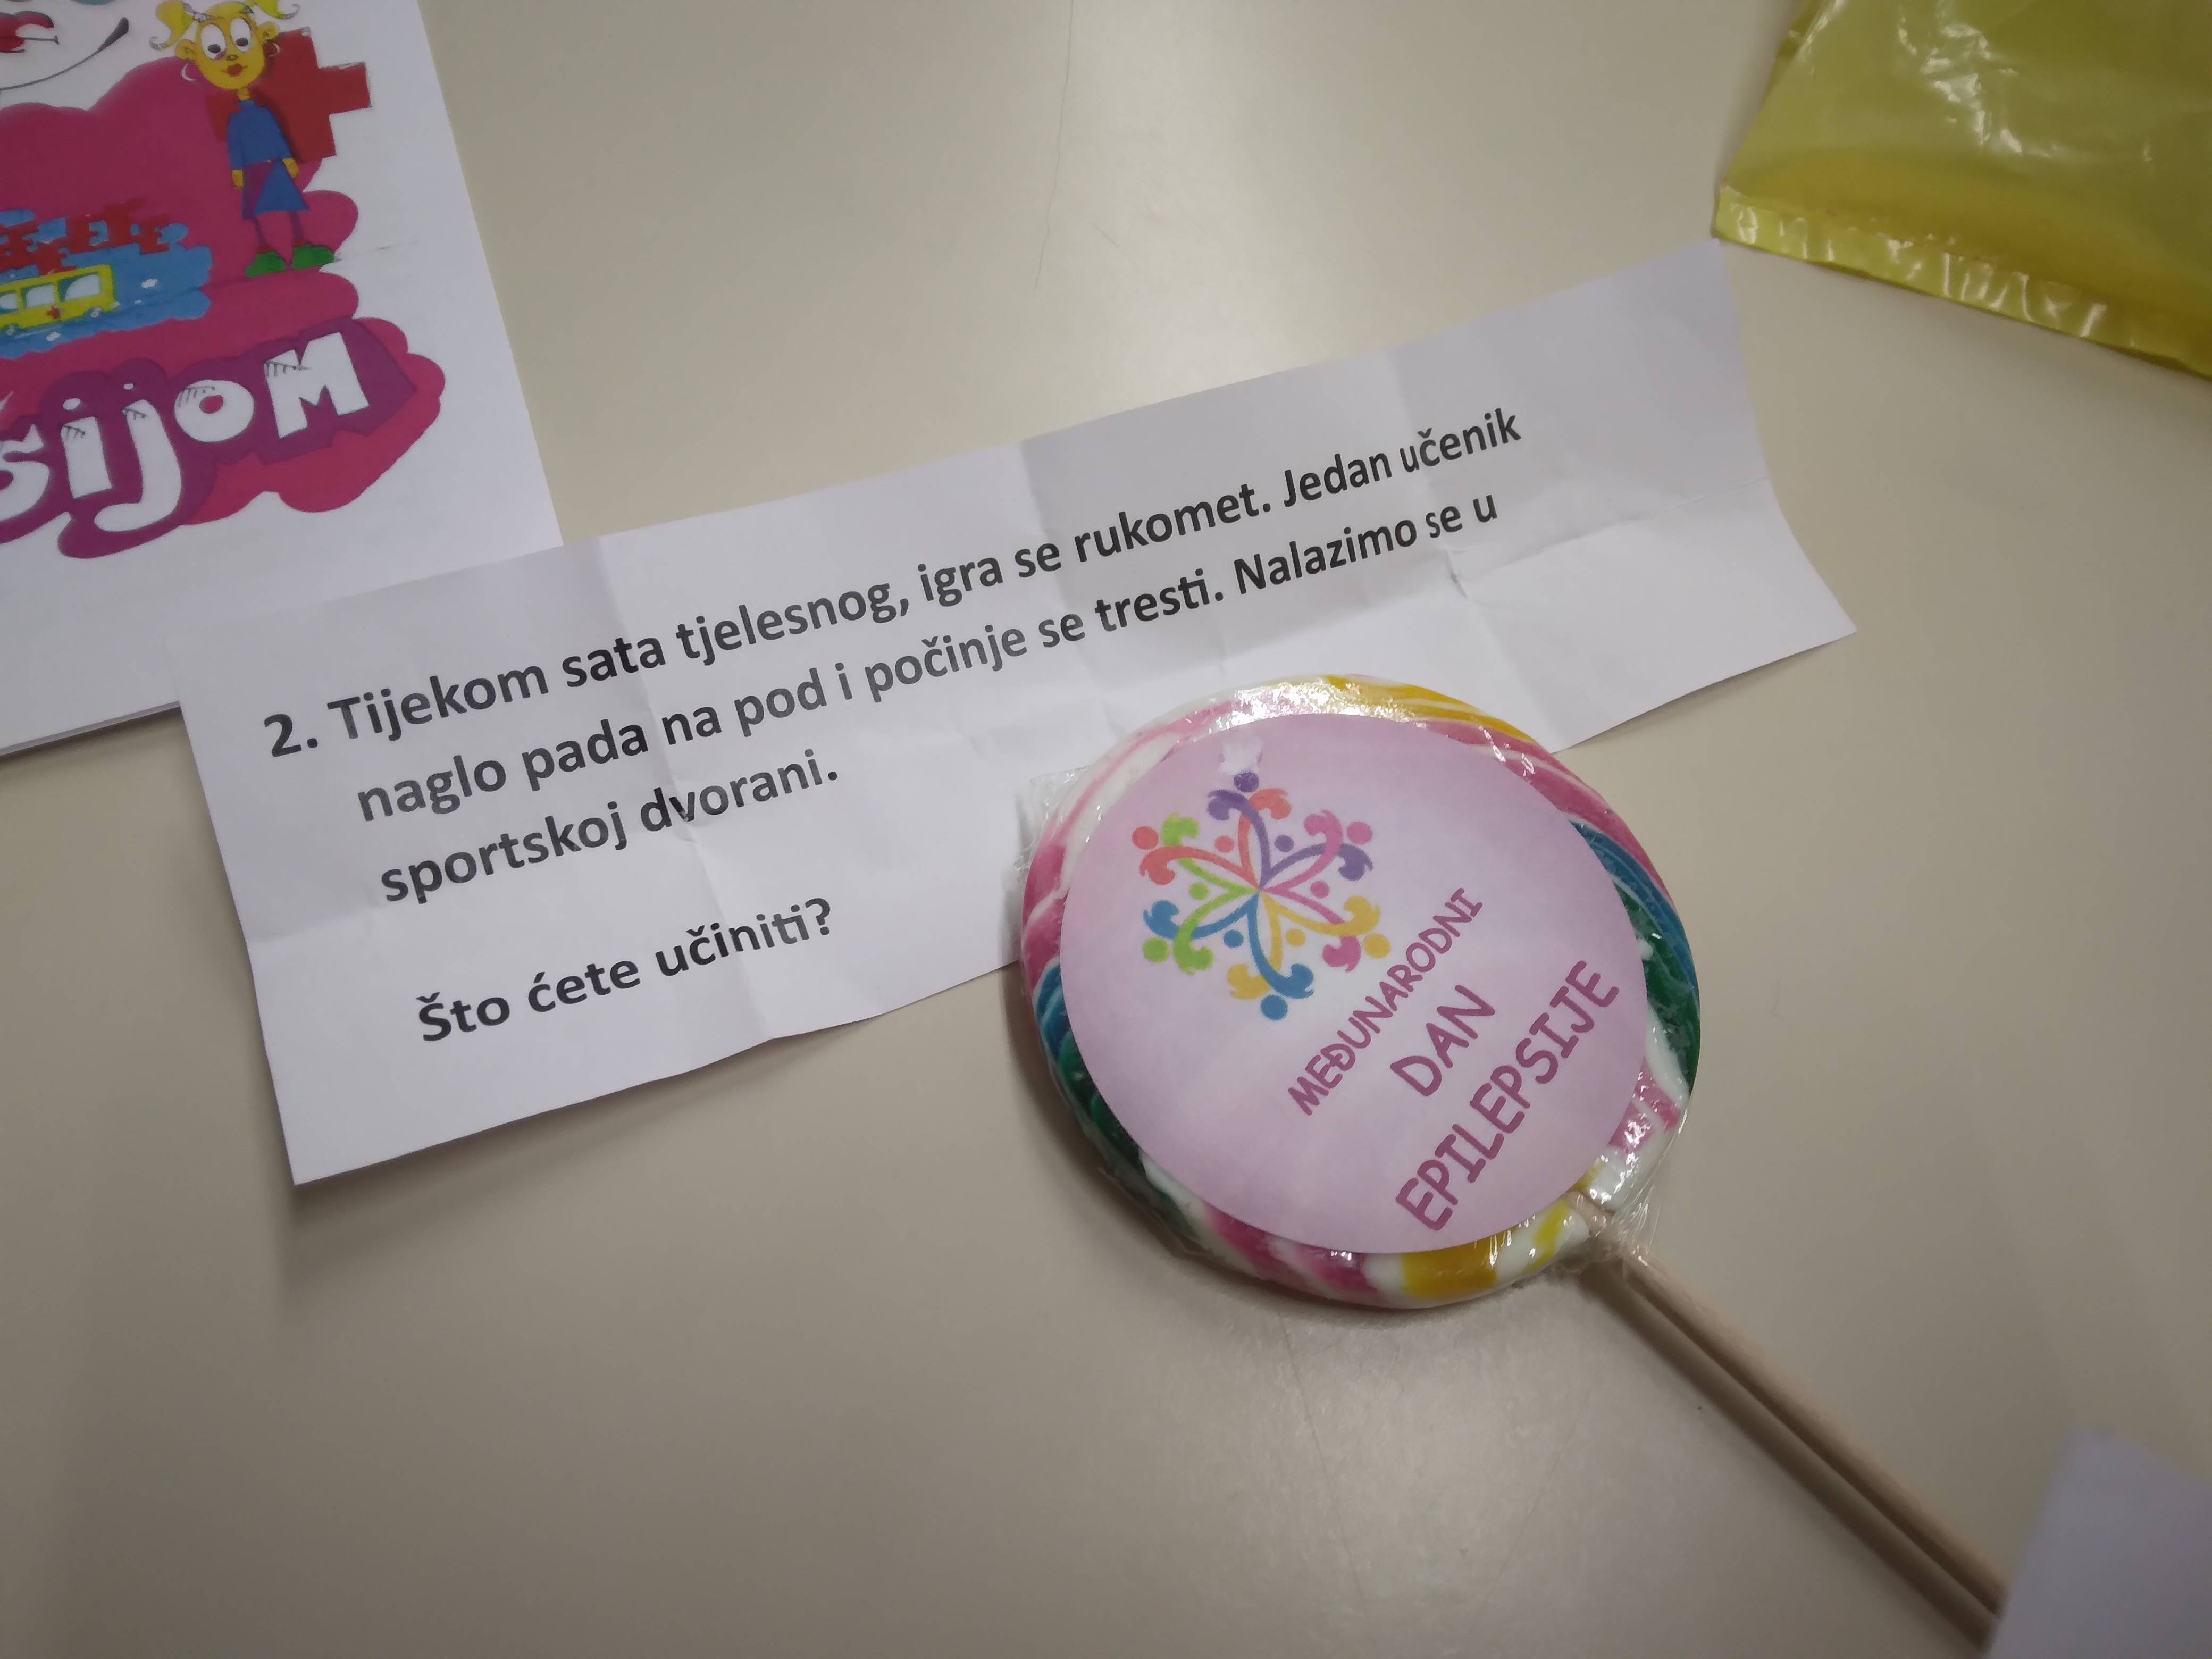 šijom
2. Tijekom sata tjelesnog, igra se rukomet. Jedan učenik
naglo pada na pod i počinje se tresti. Nalazimo se u
sportskoj dvorani.
Što ćete učiniti?
MEĐUNARODNI
DAN
EPILEPSIJE